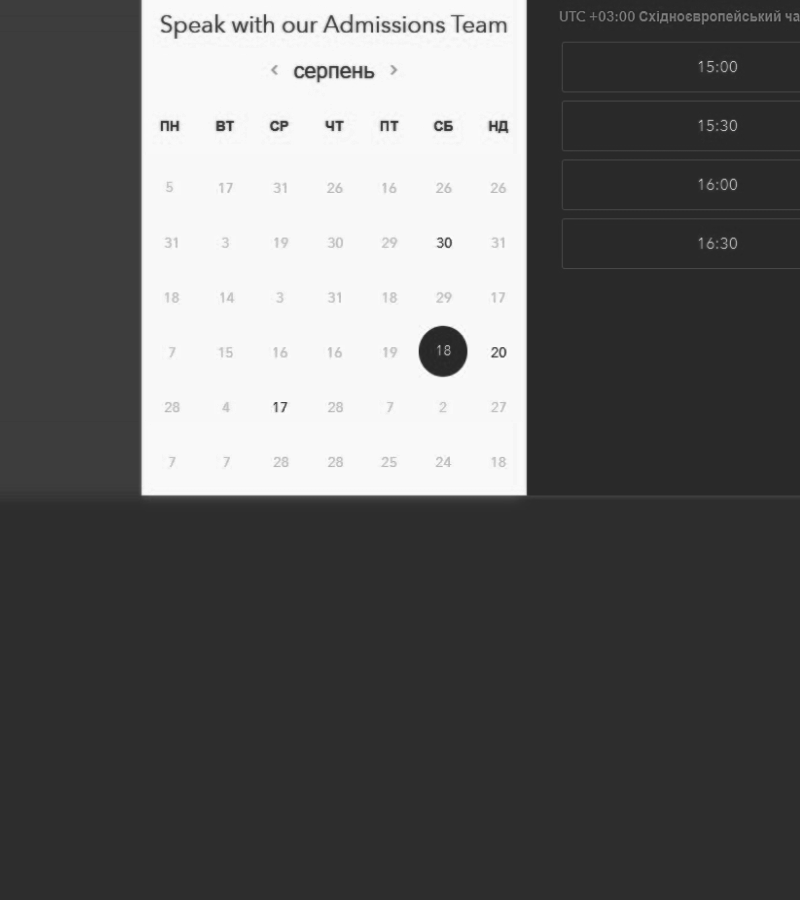 Speak with our Admissions Team
< серпень >
ПН ВТ СР ЧТ ПТ СБ НД
5 17 31 26 16 26 26
31 3 19 30 29 30 31
18 14 3 31 18 29 17
7 15 16 16 19 18 20
28 4 17 28 7 2 27
7 7 28 28 25 24 18
UTC +03:00 Східноєвропейський
15:00
15:30
16:00
16:30